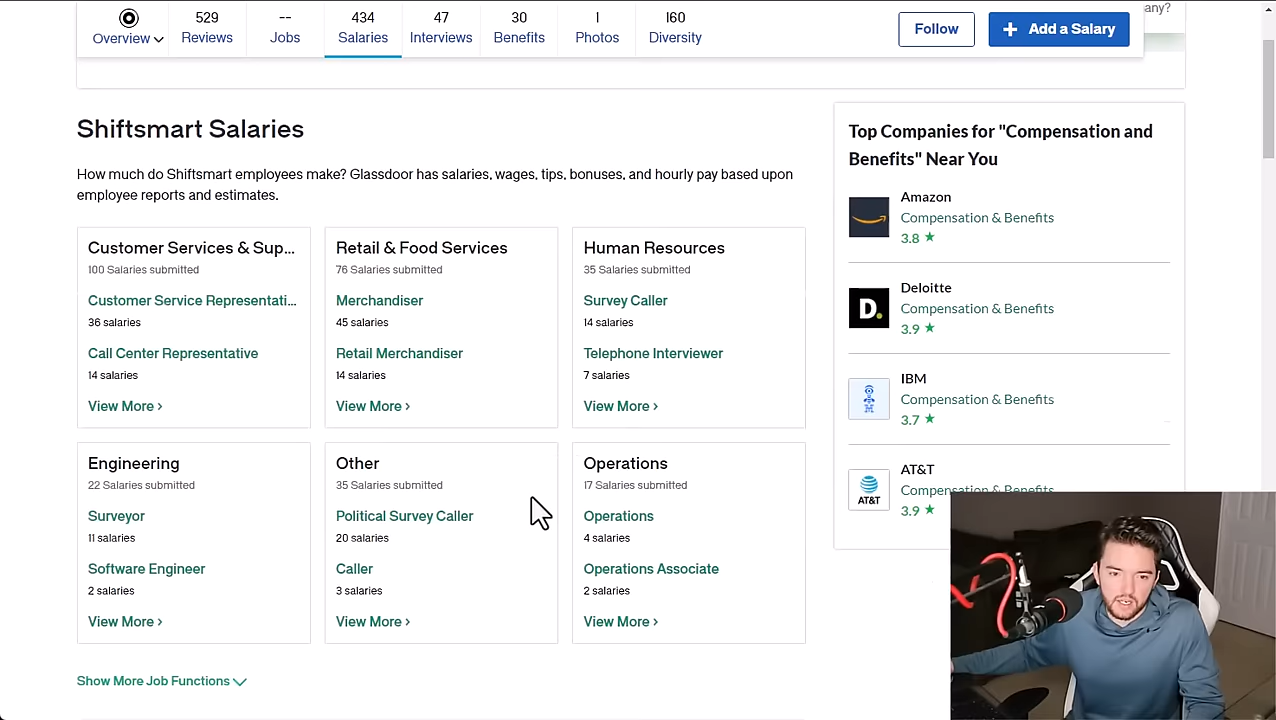 any?
529
--
434
47
30
1
160
Overview
Reviews
Jobs
Salaries
Interviews
Benefits
Photos
Diversity
Follow
+ Add a Salary
Shiftsmart Salaries
How much do Shiftsmart employees make? Glassdoor has salaries, wages, tips, bonuses, and hourly pay based upon
employee reports and estimates.
Customer Services & Sup...
100 Salaries submitted
Customer Service Representati...
36 salaries
Call Center Representative
14 salaries
View More >
Retail & Food Services
76 Salaries submitted
Merchandiser
45 salaries
Retail Merchandiser
14 salaries
View More >
Human Resources
35 Salaries submitted
Survey Caller
14 salaries
Telephone Interviewer
7 salaries
View More >
Engineering
22 Salaries submitted
Surveyor
11 salaries
Software Engineer
2 salaries
View More >
Other
35 Salaries submitted
Political Survey Caller
20 salaries
Caller
3 salaries
View More >
Operations
17 Salaries submitted
Operations
4 salaries
Operations Associate
2 salaries
View More >
Show More Job Functions
Top Companies for "Compensation and
Benefits" Near You
Amazon
Compensation & Benefits
3.8 ★
D.
Deloitte
Compensation & Benefits
3.9 ★
IBM
Compensation & Benefits
3.7 ★
AT&T
AT&T
Compensation & Benefits
3.9 ★